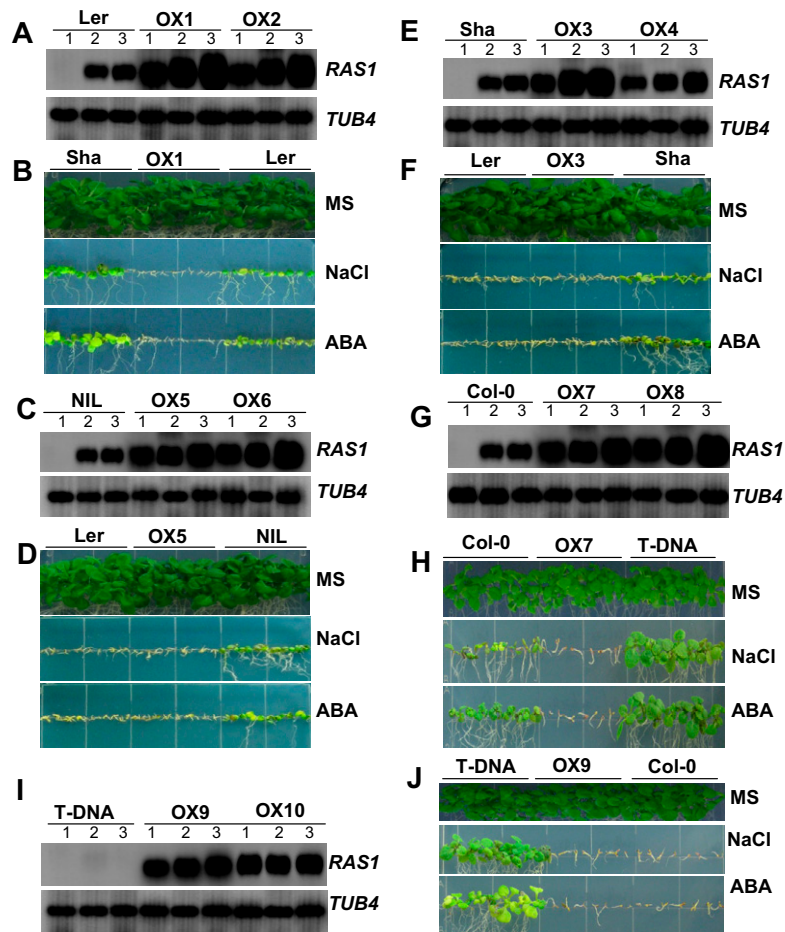 A
Ler OX1 OX2
1 2 3 1 2 3 1 2 3
RAS1
TUB4
B
Sha OX1 Ler
MS
NaCl
ABA
C
NIL OX5 OX6
1 2 3 1 2 3 1 2 3
RAS1
TUB4
D
Ler OX5 NIL
MS
NaCl
ABA
I
T-DNA OX9 OX10
1 2 3 1 2 3 1 2 3
RAS1
TUB4
E
Sha OX3 OX4
1 2 3 1 2 3 1 2 3
RAS1
TUB4
F
Ler OX3 Sha
MS
NaCl
ABA
G
Col-0 OX7 OX8
1 2 3 1 2 3 1 2 3
RAS1
TUB4
H
Col-0 OX7 T-DNA
MS
NaCl
ABA
J
T-DNA OX9 Col-0
MS
NaCl
ABA